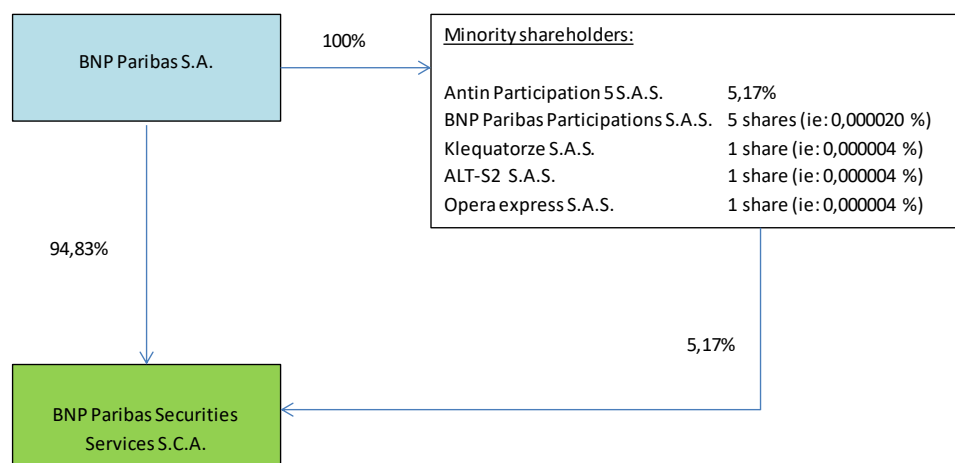 BNP Paribas S.A.
100%
Minority shareholders:
Antin Participation 5 S.A.S. 5,17%
BNP Paribas Participations S.A.S. 5 shares (ie: 0,000020 %)
Klequatorze S.A.S. 1 share (ie: 0,000004 %)
ALT-S2 S.A.S. 1 share (ie: 0,000004 %)
Opera express S.A.S. 1 share (ie: 0,000004 %)
94,83%
5,17%
BNP Paribas Securities
Services S.C.A.